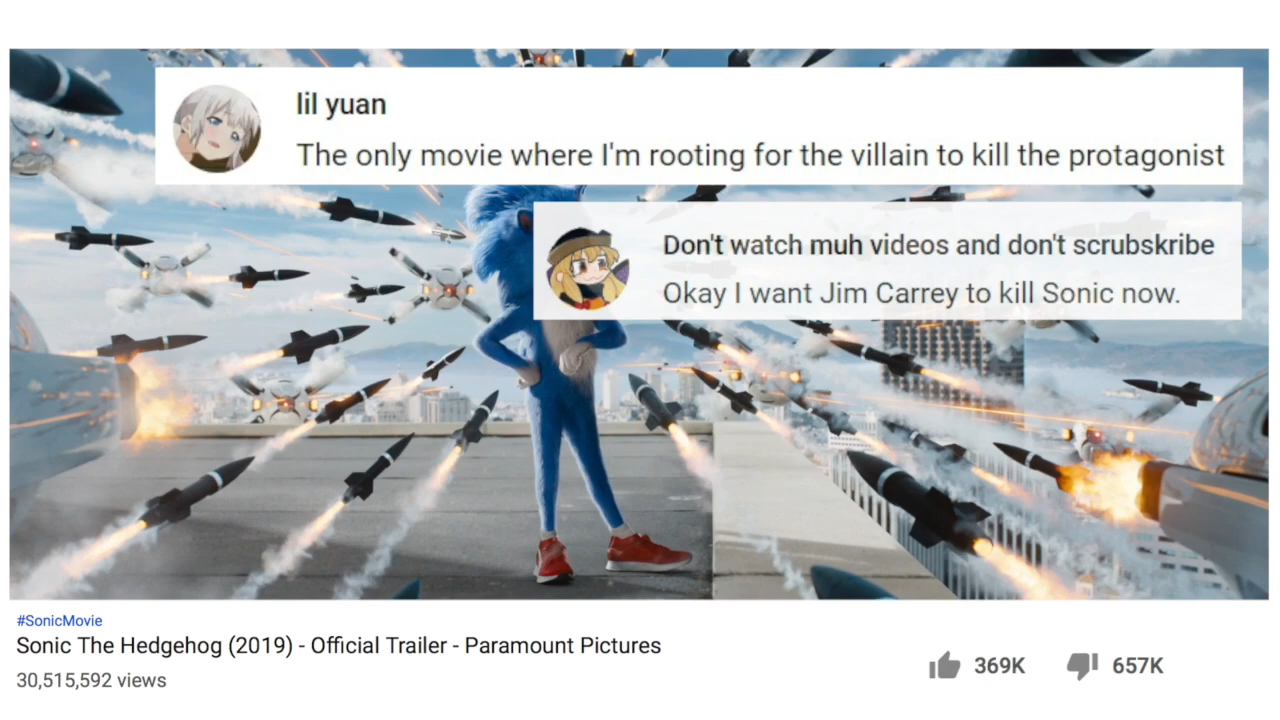 lil yuan
The only movie where I'm rooting for the villain to kill the protagonist
Don't watch muh videos and don't scrubskribe
Okay I want Jim Carrey to kill Sonic now.
#SonicMovie
Sonic The Hedgehog (2019) - Official Trailer - Paramount Pictures
30,515,592 views
369K
657K